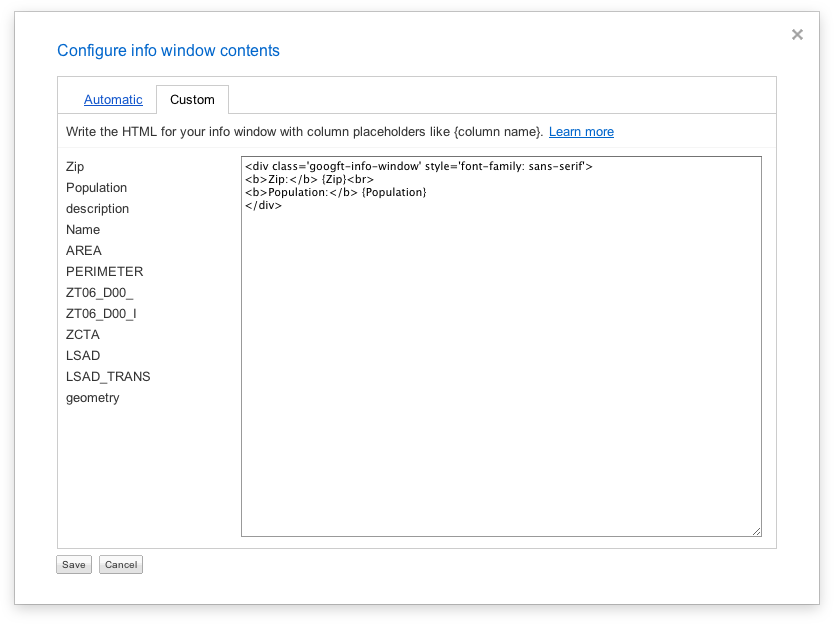 ×
Configure info window contents
Automatic Custom
Write the HTML for your info window with column placeholders like {column name}. Learn more
Zip
Population
description
Name
AREA
PERIMETER
ZT06_D00_
ZT06_D00_I
ZCTA
LSAD
LSAD_TRANS
geometry
<div class='googft-info-window' style='font-family: sans-serif'>
<b>Zip:</b> {Zip}<br>
<b>Population:</b> {Population}
</div>
Save Cancel